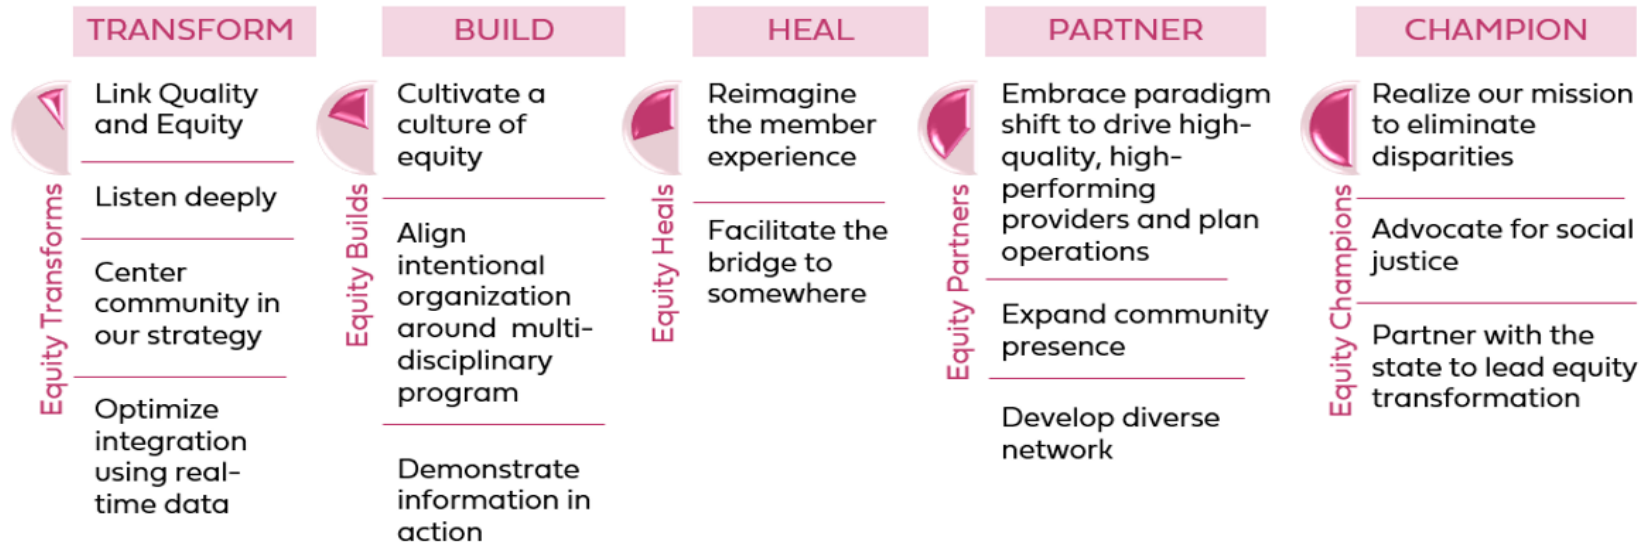 TRANSFORM
Link Quality
and Equity
Listen deeply
Center
community in
our strategy
Optimize
integration
using real-
time data
Equity Transforms
BUILD
Cultivate a
culture of
equity
Align
intentional
organization
around multi-
disciplinary
program
Demonstrate
information in
action
Equity Builds
HEAL
Reimagine
the member
experience
Facilitate the
bridge to
somewhere
Equity Heals
PARTNER
Embrace paradigm
shift to drive high-
quality, high-
performing
providers and plan
operations
Expand community
presence
Develop diverse
network
Equity Partners
CHAMPION
Realize our mission
to eliminate
disparities
Advocate for social
justice
Partner with the
state to lead equity
transformation
Equity Champions